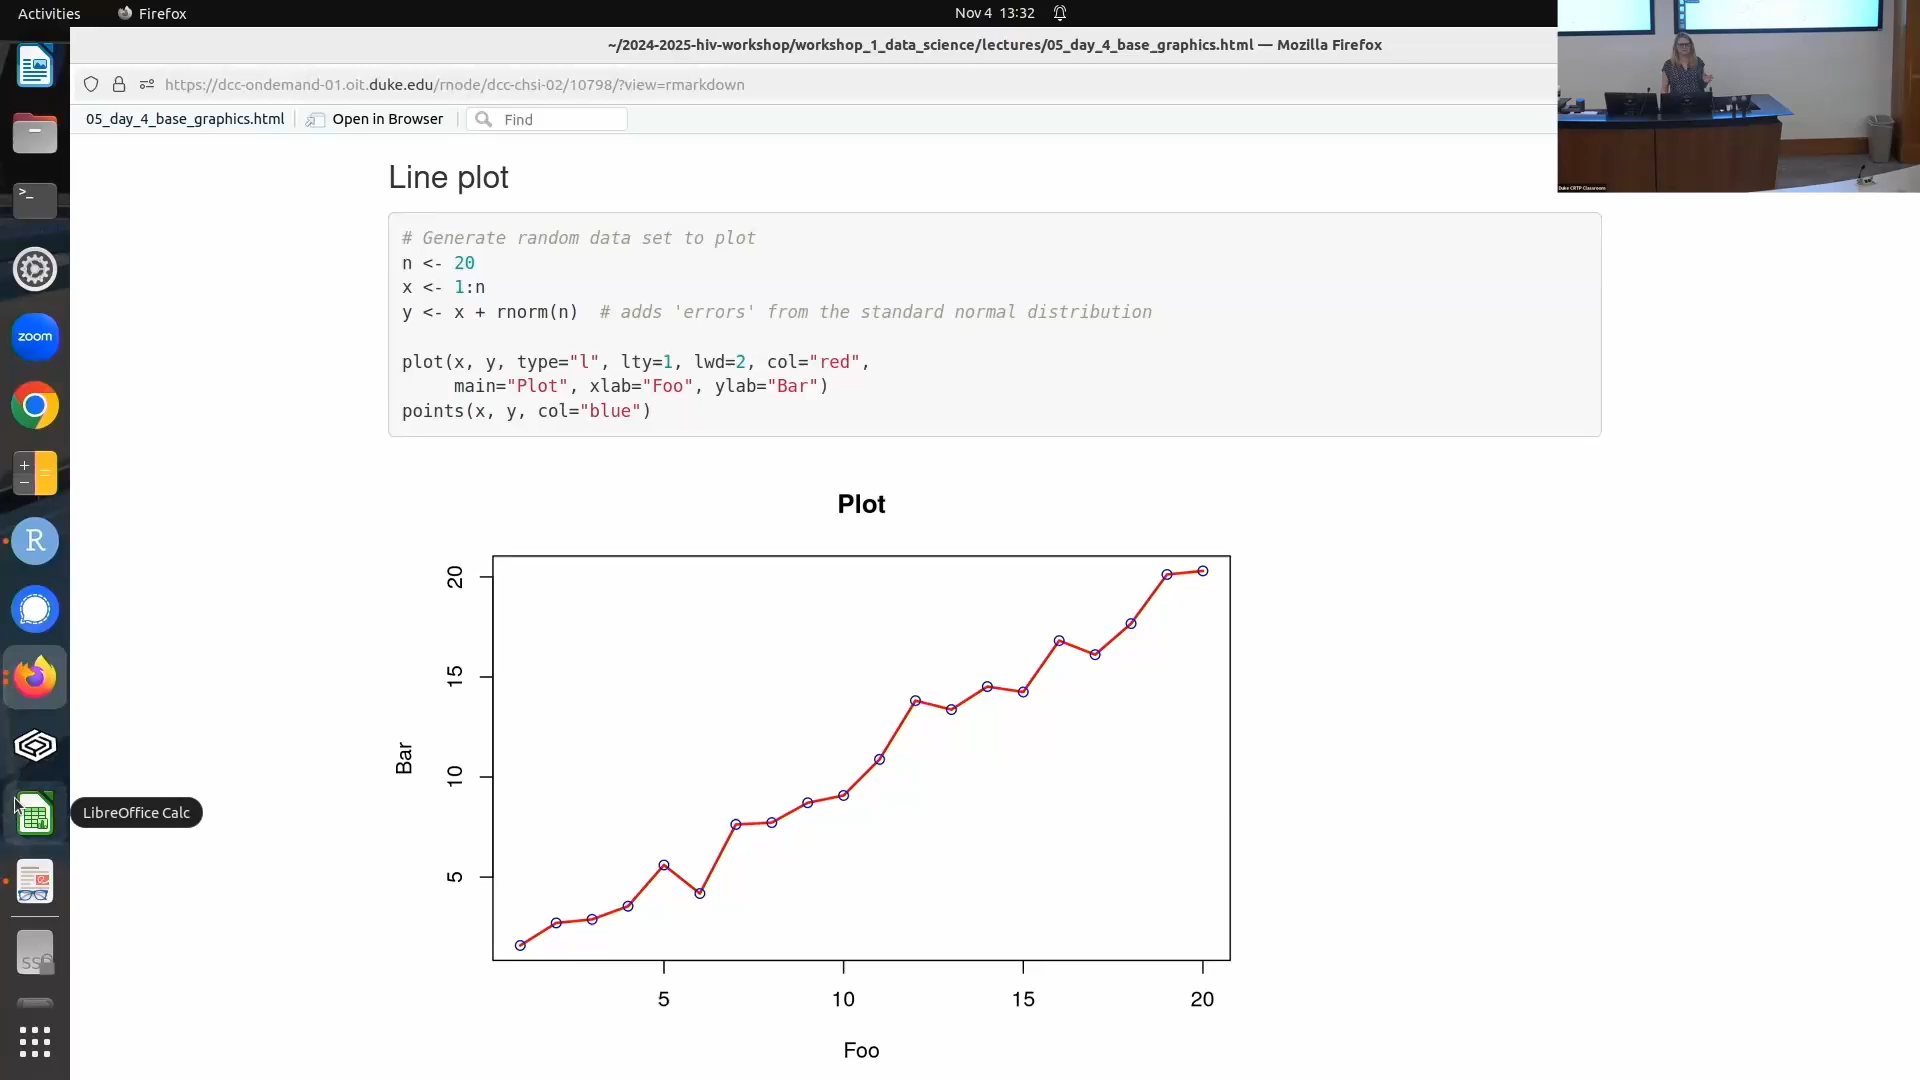 Activities
Firefox
Nov 4 13:32
~/2024-2025-hiv-workshop/workshop_1_data_science/lectures/05_day_4_base_graphics.html — Mozilla Firefox
https://dcc-ondemand-01.oit.duke.edu/rnode/dcc-chsi-02/10798/?view=rmarkdown
05_day_4_base_graphics.html
Open in Browser
Find
zoom
R
Duke CRTP Classroom
LibreOffice Calc
SSD
Line plot
# Generate random data set to plot
n <- 20
x <- 1:n
y <- x + rnorm(n)  # adds 'errors' from the standard normal distribution
plot(x, y, type="l", lty=1, lwd=2, col="red",
     main="Plot", xlab="Foo", ylab="Bar")
points(x, y, col="blue")
Plot
20
15
10
5
Bar
5 10 15 20
Foo